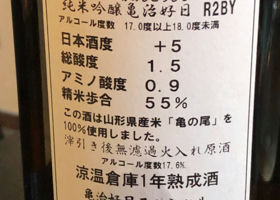 純米吟醸亀治好日 R2BY
アルコール度数 17.0度以上18.0度未満
日本酒度 +5
総酸度 1.5
アミノ酸度 0.9
精米歩合 55%
この酒は山形県産米「亀の尾」を
100%使用しました。
滓引き後無濾過火入れ原酒
アルコール度数17.6%
涼温倉庫1年熟成酒